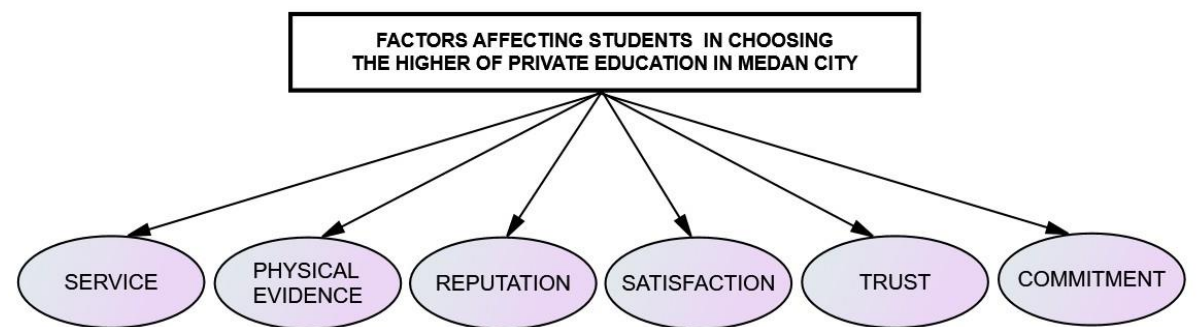 FACTORS AFFECTING STUDENTS IN CHOOSING
THE HIGHER OF PRIVATE EDUCATION IN MEDAN CITY
SERVICE
PHYSICAL
EVIDENCE
REPUTATION
SATISFACTION
TRUST
COMMITMENT